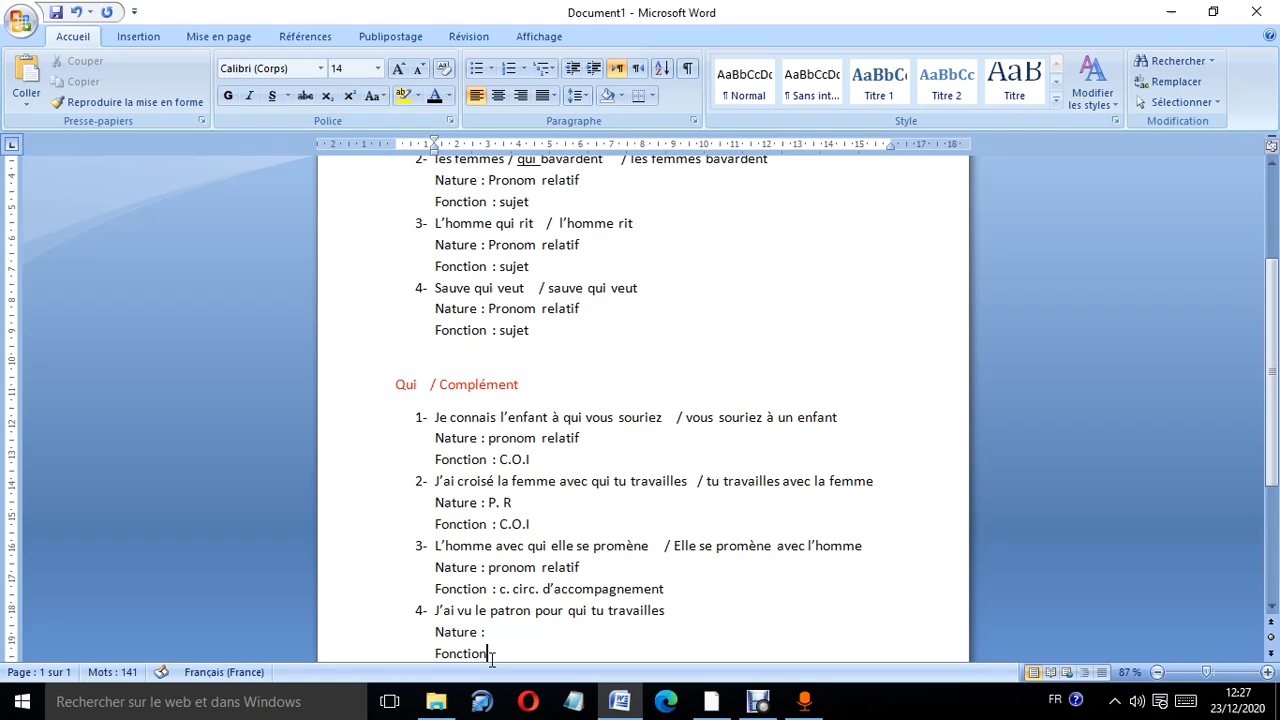 Document1 - Microsoft Word
Accueil Insertion Mise en page Références Publipostage Révision Affichage
Coller
Couper
Copier
Reproduire la mise en forme
Presse-papiers
Calibri (Corps) 14
G I S abc X₂ X² Aa
Police
Paragraphe
AaBbCcDc AaBbCcDc AaBbC AaBbCc AaB
¶ Normal ¶ Sans int... Titre 1 Titre 2 Titre
Style
Modifier les styles
Rechercher
Remplacer
Sélectionner
Modification
2- les femmes / qui bavardent / les femmes bavardent
Nature : Pronom relatif
Fonction : sujet
3- L'homme qui rit / l'homme rit
Nature : Pronom relatif
Fonction : sujet
4- Sauve qui veut / sauve qui veut
Nature : Pronom relatif
Fonction : sujet
Qui / Complément
1- Je connais l'enfant à qui vous souriez / vous souriez à un enfant
Nature : pronom relatif
Fonction : C.O.I
2- J'ai croisé la femme avec qui tu travailles / tu travailles avec la femme
Nature : P. R
Fonction : C.O.I
3- L'homme avec qui elle se promène / Elle se promène avec l'homme
Nature : pronom relatif
Fonction : c. circ. d'accompagnement
4- J'ai vu le patron pour qui tu travailles
Nature :
Fonction
Page : 1 sur 1 Mots : 141 Français (France) 87 %
Rechercher sur le web et dans Windows
FR
12:27
23/12/2020